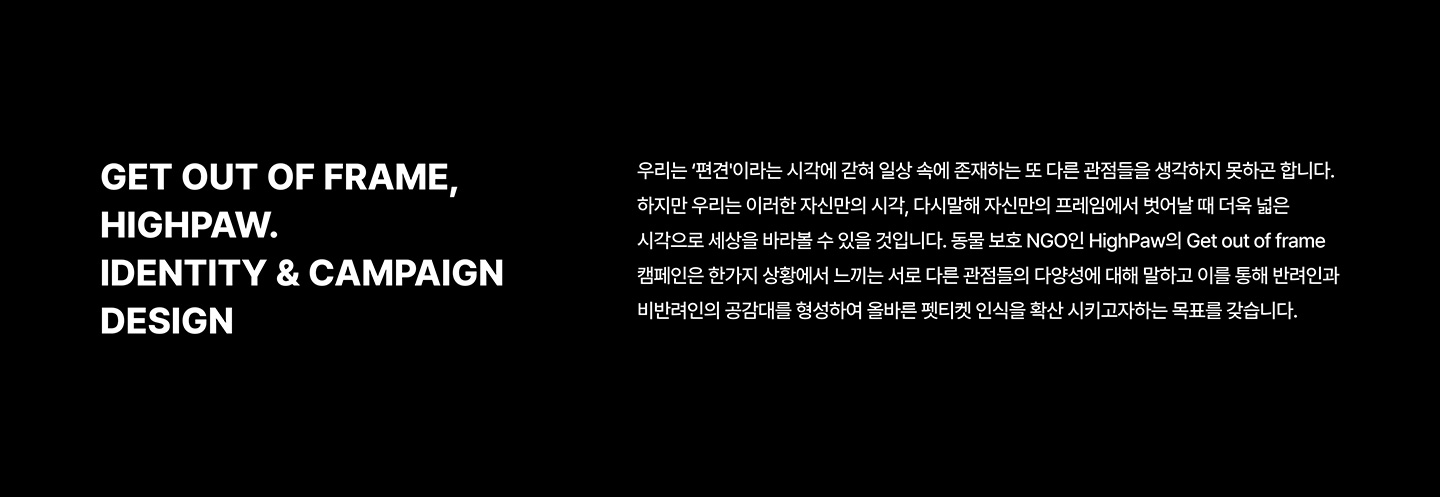 GET OUT OF FRAME,
HIGHPAW.
IDENTITY & CAMPAIGN
DESIGN
우리는 ‘편견'이라는 시각에 갇혀 일상 속에 존재하는 또 다른 관점들을 생각하지 못하곤 합니다.
하지만 우리는 이러한 자신만의 시각, 다시말해 자신만의 프레임에서 벗어날 때 더욱 넓은
시각으로 세상을 바라볼 수 있을 것입니다. 동물 보호 NGO인 HighPaw의 Get out of frame
캠페인은 한가지 상황에서 느끼는 서로 다른 관점들의 다양성에 대해 말하고 이를 통해 반려인과
비반려인의 공감대를 형성하여 올바른 펫티켓 인식을 확산 시키고자하는 목표를 갖습니다.